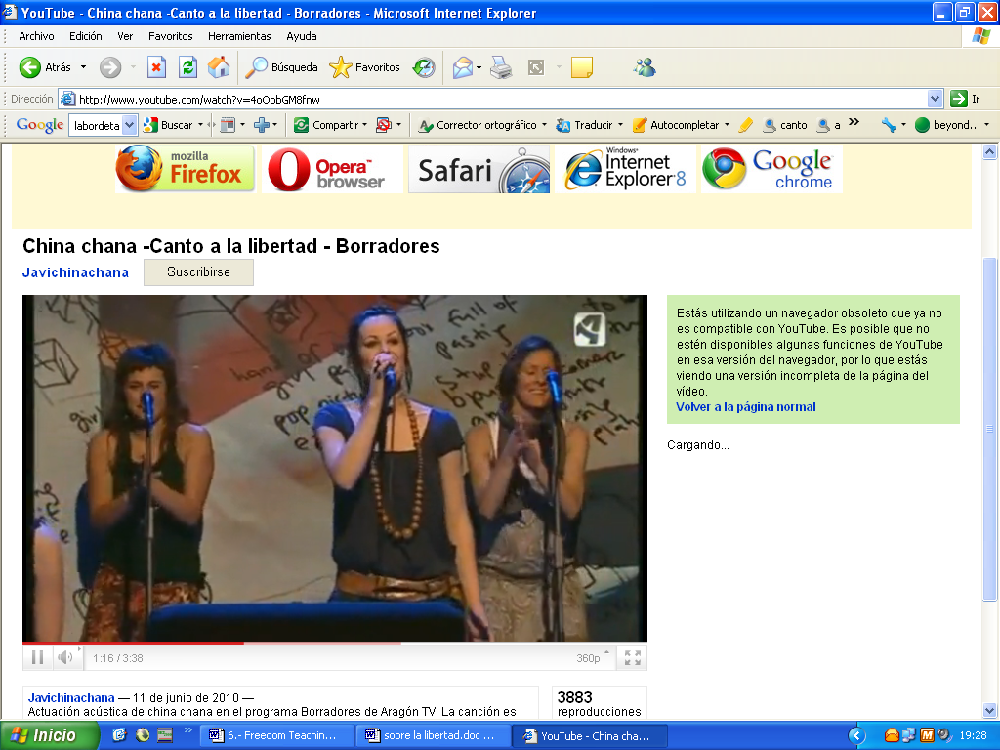 YouTube - China chana -Canto a la libertad - Borradores - Microsoft Internet Explorer
Archivo Edición Ver Favoritos Herramientas Ayuda
Atrás Búsqueda Favoritos
Dirección http://www.youtube.com/watch?v=4oOpbGM8fnw Ir
Google labordeta Buscar Compartir Corrector ortográfico Traducir Autocompletar canto a » beyond...
mozilla Firefox Opera™ browser Safari Windows® Internet Explorer 8 Google chrome
China chana -Canto a la libertad - Borradores
Javichinachana Suscribirse
full of
pasting
hand
pop
Estás utilizando un navegador obsoleto que ya no
es compatible con YouTube. Es posible que no
estén disponibles algunas funciones de YouTube
en esa versión del navegador, por lo que estás
viendo una versión incompleta de la página del
vídeo.
Volver a la página normal
Cargando...
1:16 / 3:38 360p
Javichinachana — 11 de junio de 2010 —
Actuación acústica de china chana en el programa Borradores de Aragón TV. La canción es
3883
reproducciones
Inicio » 6.- Freedom Teachin... sobre la libertad.doc ... YouTube - China cha... 19:28